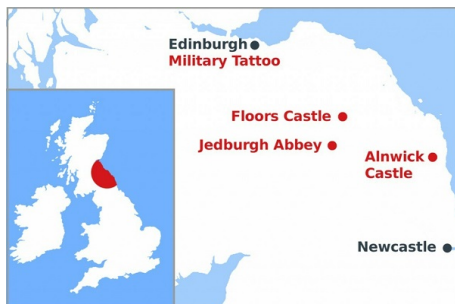 Edinburgh
Military Tattoo
Floors Castle
Jedburgh Abbey
Alnwick
Castle
Newcastle